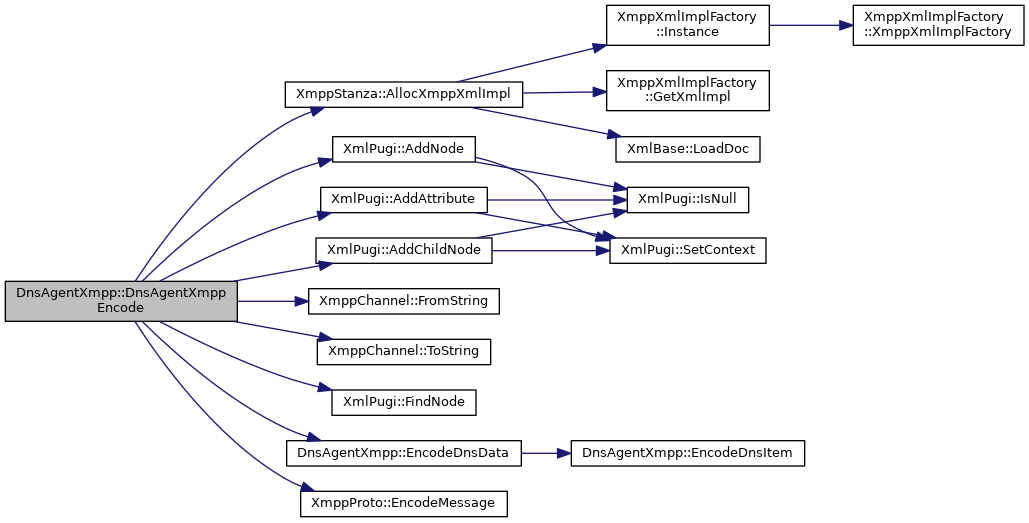 XmppXmlImplFactory
::Instance
XmppXmlImplFactory
::XmppXmlImplFactory
XmppStanza::AllocXmppXmlImpl
XmppXmlImplFactory
::GetXmlImpl
XmlBase::LoadDoc
XmlPugi::AddNode
XmlPugi::AddAttribute
XmlPugi::IsNull
XmlPugi::AddChildNode
XmlPugi::SetContext
DnsAgentXmpp::DnsAgentXmpp
Encode
XmppChannel::FromString
XmppChannel::ToString
XmlPugi::FindNode
DnsAgentXmpp::EncodeDnsData
DnsAgentXmpp::EncodeDnsItem
XmppProto::EncodeMessage